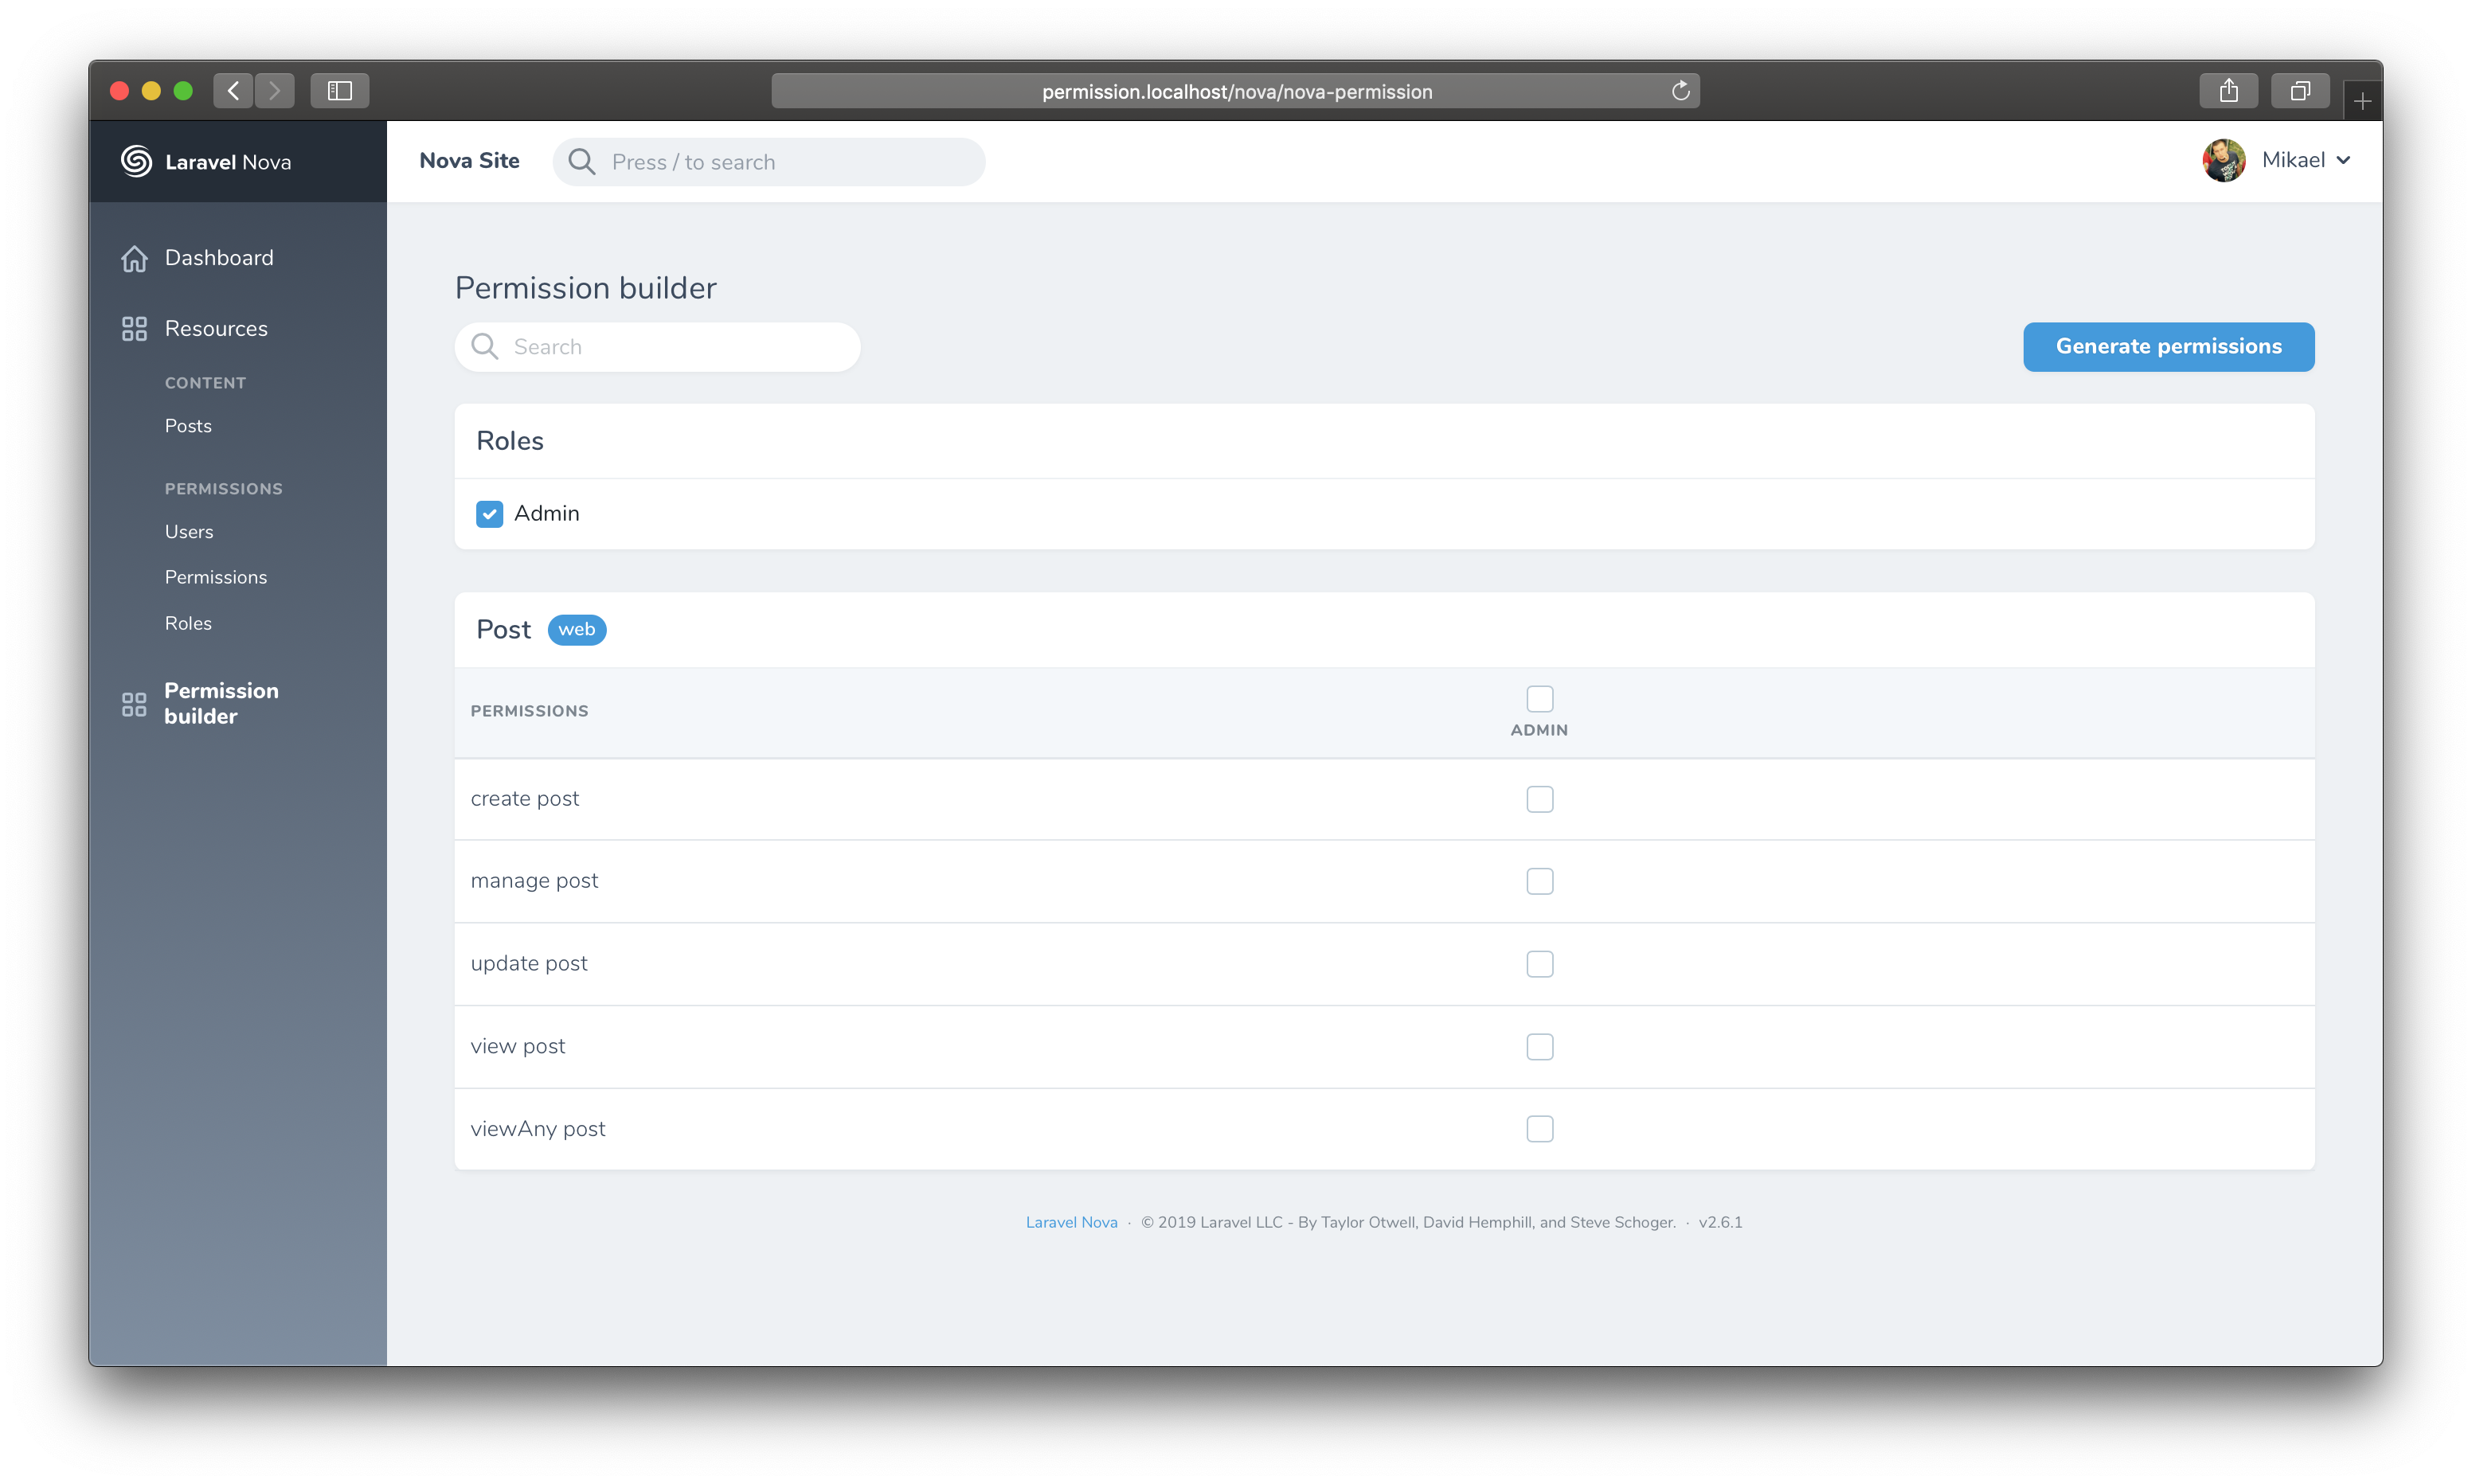 permission.localhost/nova/nova-permission
Laravel Nova
Nova Site
Press / to search
Mikael
Dashboard
Resources
CONTENT
Posts
PERMISSIONS
Users
Permissions
Roles
Permission
builder
Permission builder
Search
Generate permissions
Roles
Admin
Post web
PERMISSIONS
ADMIN
create post
manage post
update post
view post
viewAny post
Laravel Nova · © 2019 Laravel LLC - By Taylor Otwell, David Hemphill, and Steve Schoger. · v2.6.1